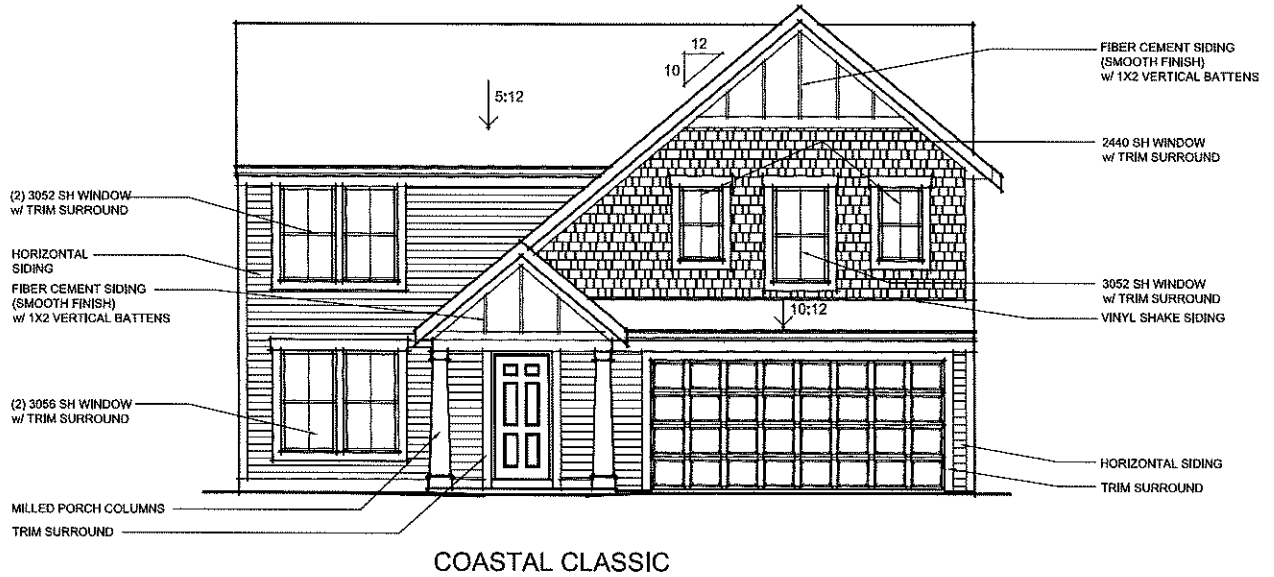 12
10
5:12
FIBER CEMENT SIDING
(SMOOTH FINISH)
w/ 1X2 VERTICAL BATTENS
2440 SH WINDOW
w/ TRIM SURROUND
(2) 3052 SH WINDOW
w/ TRIM SURROUND
HORIZONTAL
SIDING
FIBER CEMENT SIDING
(SMOOTH FINISH)
w/ 1X2 VERTICAL BATTENS
3052 SH WINDOW
w/ TRIM SURROUND
VINYL SHAKE SIDING
10:12
(2) 3056 SH WINDOW
w/ TRIM SURROUND
HORIZONTAL SIDING
TRIM SURROUND
MILLED PORCH COLUMNS
TRIM SURROUND
COASTAL CLASSIC